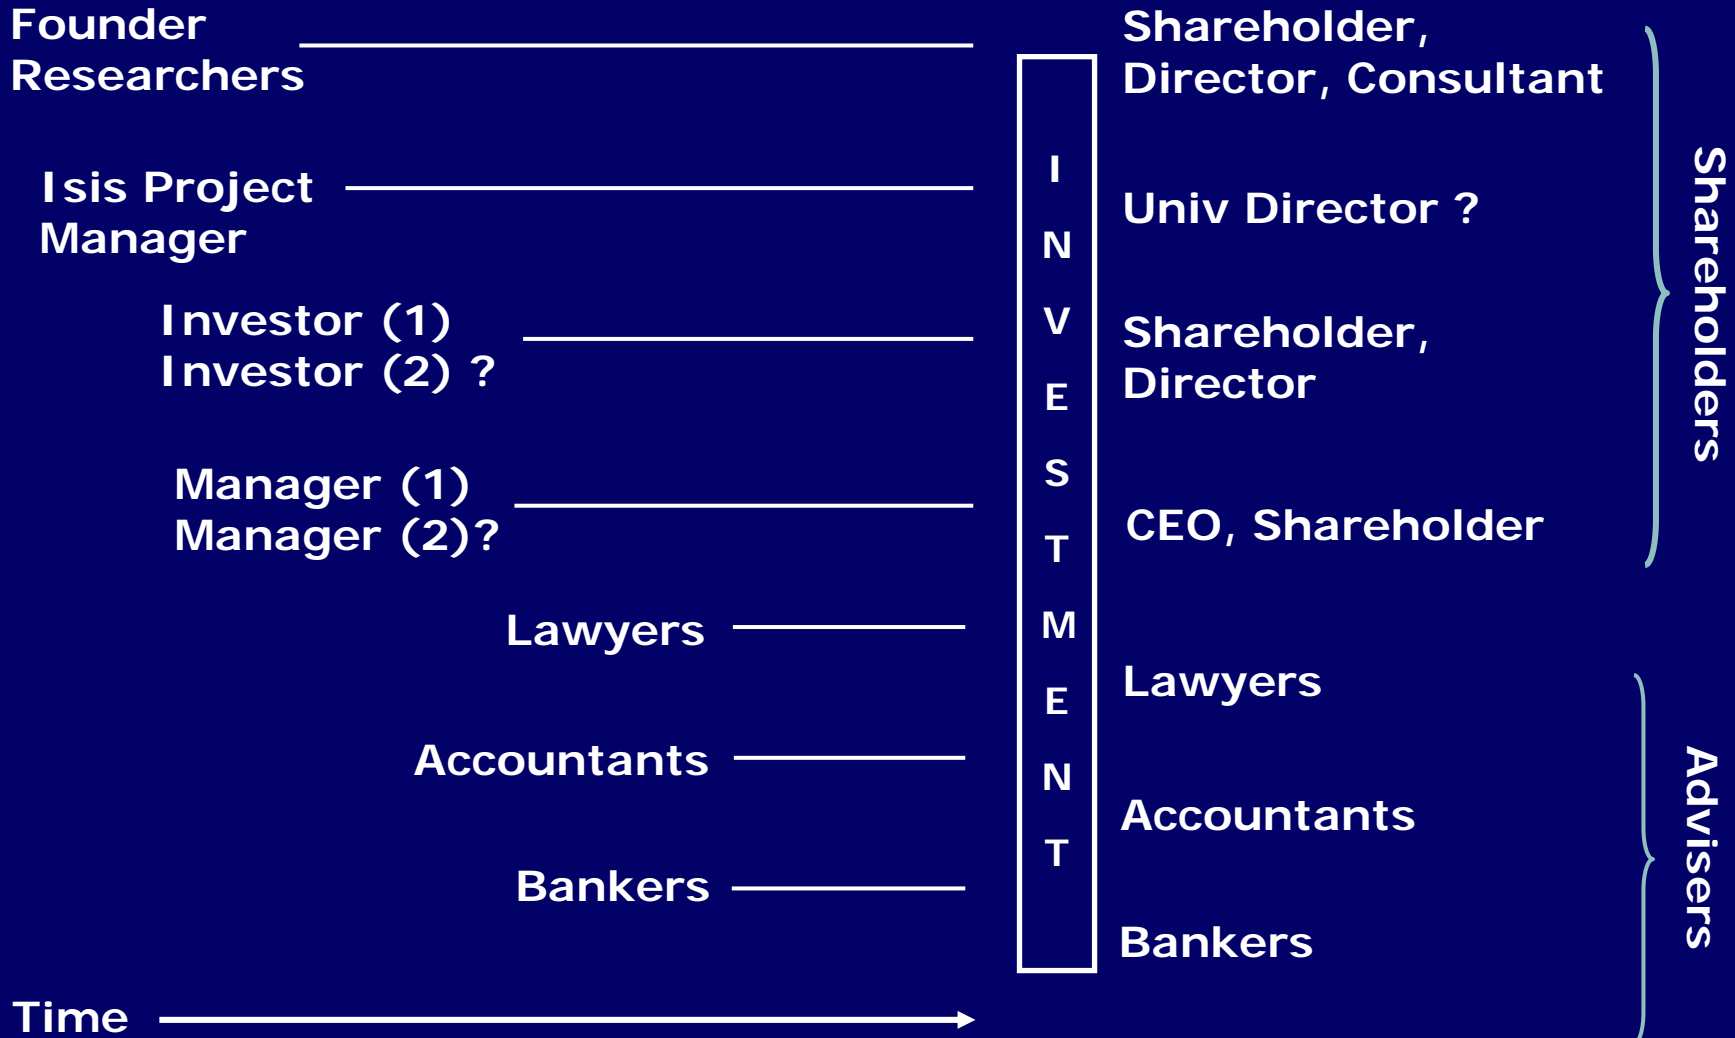 Founder
Researchers
Shareholder,
Director, Consultant
Isis Project
Manager
Univ Director ?
Investor (1)
Investor (2) ?
Shareholder,
Director
Manager (1)
Manager (2)?
CEO, Shareholder
Lawyers
Lawyers
Accountants
Accountants
Bankers
Bankers
Time
I
N
V
E
S
T
M
E
N
T
Shareholders
Advisers